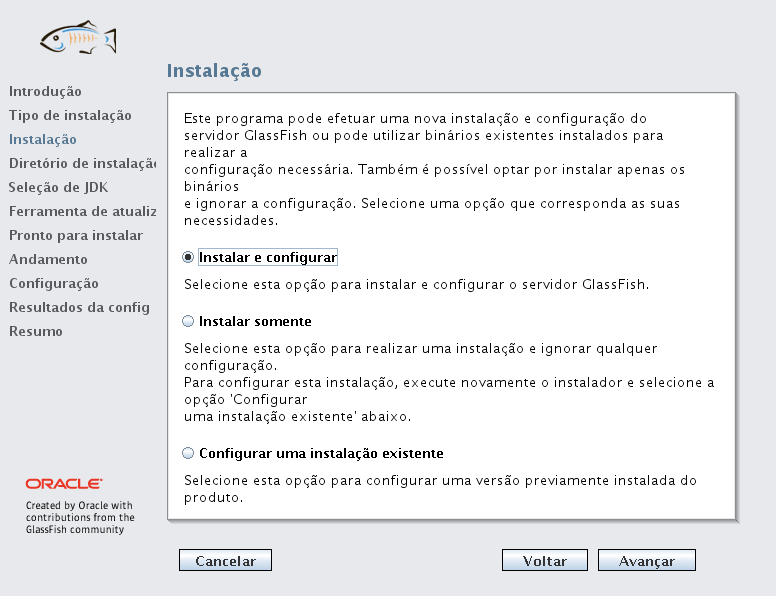 Instalação
Introdução
Tipo de instalação
Instalação
Diretório de instalação
Seleção de JDK
Ferramenta de atualiz
Pronto para instalar
Andamento
Configuração
Resultados da config
Resumo
Este programa pode efetuar uma nova instalação e configuração do
servidor GlassFish ou pode utilizar binários existentes instalados para
realizar a
configuração necessária. Também é possível optar por instalar apenas os
binários
e ignorar a configuração. Selecione uma opção que corresponda as suas
necessidades.
Instalar e configurar
Selecione esta opção para instalar e configurar o servidor GlassFish.
Instalar somente
Selecione esta opção para realizar uma instalação e ignorar qualquer
configuração.
Para configurar esta instalação, execute novamente o instalador e selecione a
opção 'Configurar
uma instalação existente' abaixo.
Configurar uma instalação existente
Selecione esta opção para configurar uma versão previamente instalada do
produto.
ORACLE
Created by Oracle with
contributions from the
GlassFish community
Cancelar
Voltar
Avançar